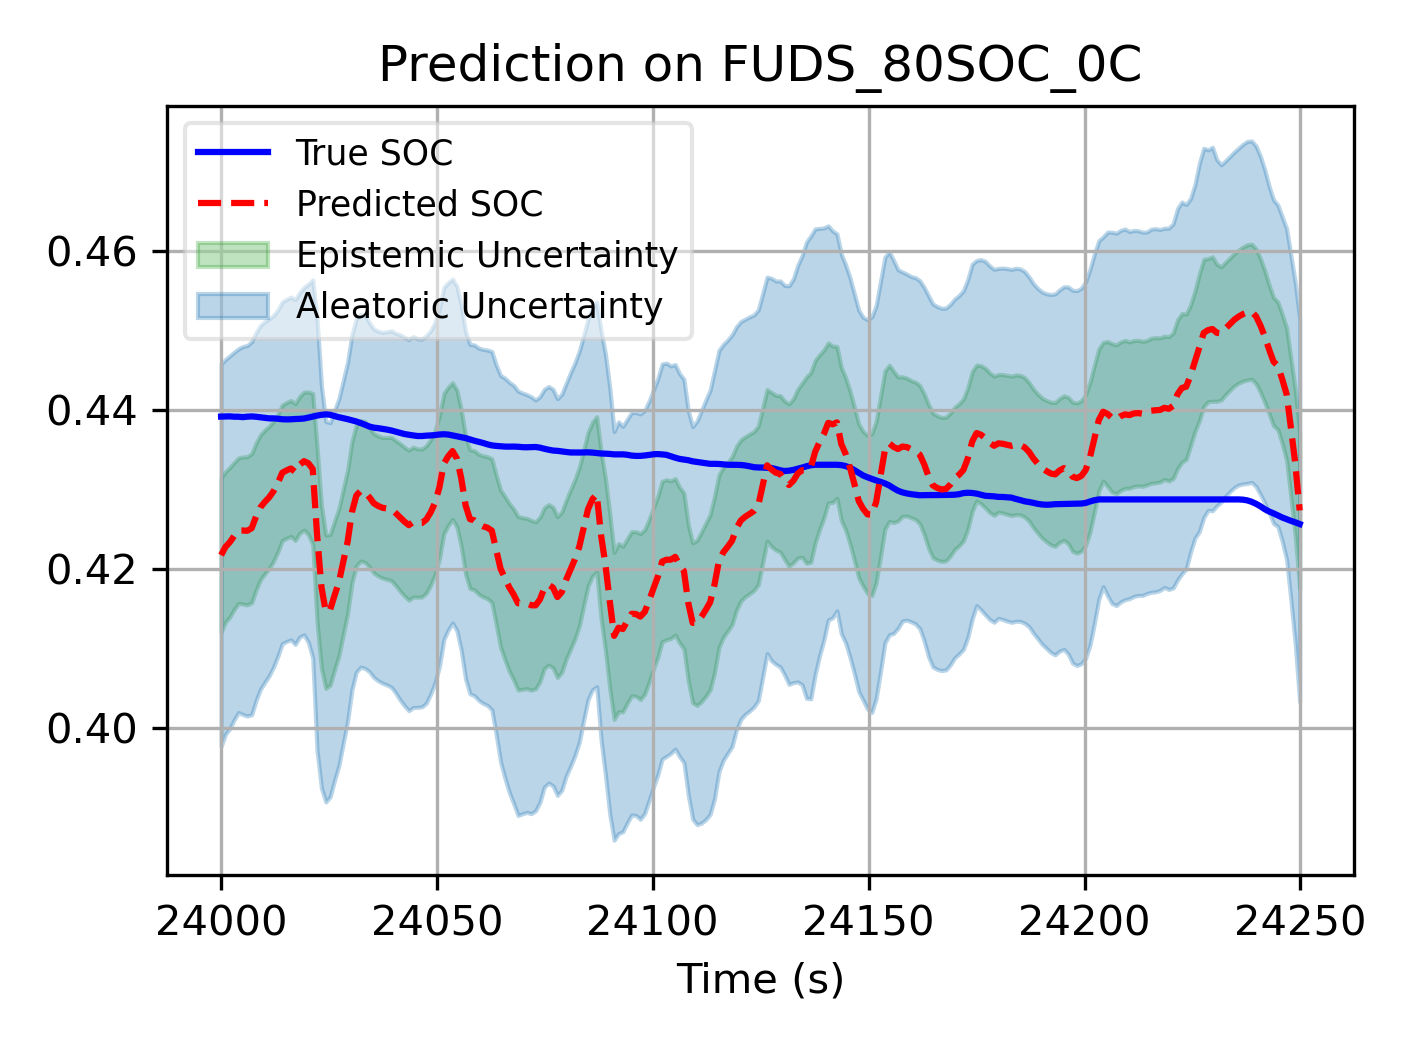 Prediction on FUDS_80SOC_0C
True SOC
Predicted SOC
Epistemic Uncertainty
Aleatoric Uncertainty
0.46
0.44
0.42
0.40
24000 24050 24100 24150 24200 24250
Time (s)